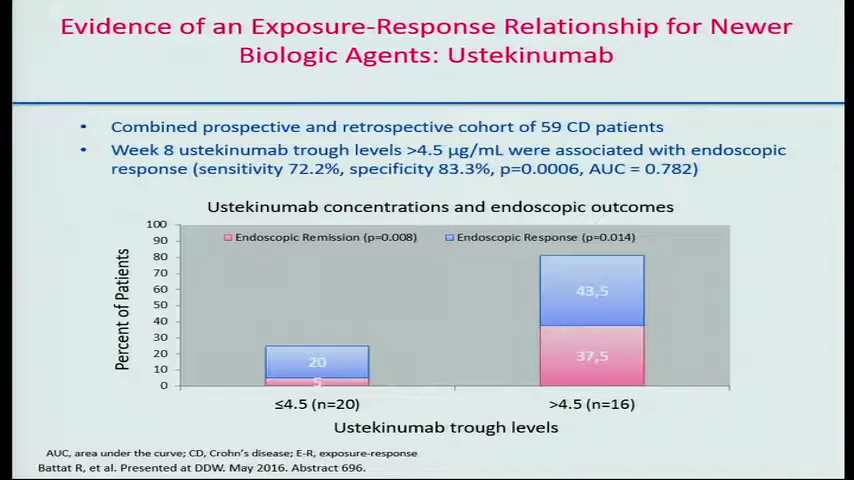 Evidence of an Exposure-Response Relationship for Newer
Biologic Agents: Ustekinumab
• Combined prospective and retrospective cohort of 59 CD patients
• Week 8 ustekinumab trough levels >4.5 µg/mL were associated with endoscopic
response (sensitivity 72.2%, specificity 83.3%, p=0.0006, AUC = 0.782)
Ustekinumab concentrations and endoscopic outcomes
Endoscopic Remission (p=0.008) Endoscopic Response (p=0.014)
Percent of Patients
100
90
80
70
60
50
40
30
20
10
0
20
5
43,5
37,5
≤4.5 (n=20) >4.5 (n=16)
Ustekinumab trough levels
AUC, area under the curve; CD, Crohn's disease; E-R, exposure-response
Battat R, et al. Presented at DDW. May 2016. Abstract 696.